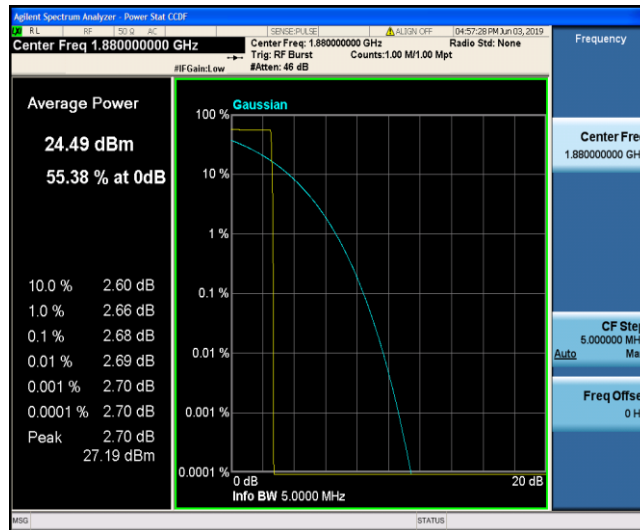 Agilent Spectrum Analyzer - Power Stat CCDF
RL RF 50 Ω AC SENSE:PULSE ALIGN OFF 04:57:28 PM Jun 03, 2019
Center Freq 1.880000000 GHz
Center Freq: 1.880000000 GHz Radio Std: None
Trig: RF Burst Counts:1.00 M/1.00 Mpt
#IFGain:Low #Atten: 46 dB
Frequency
Average Power
24.49 dBm
55.38 % at 0dB
10.0 % 2.60 dB
1.0 % 2.66 dB
0.1 % 2.68 dB
0.01 % 2.69 dB
0.001 % 2.70 dB
0.0001 % 2.70 dB
Peak 2.70 dB
27.19 dBm
Gaussian
100 %
10 %
1 %
0.1 %
0.01 %
0.001 %
0.0001 %
0 dB 20 dB
Info BW 5.0000 MHz
Center Fre
1.880000000 GH
CF Step
5.000000 MH
Auto Ma
Freq Offse
0 H
MSG STATUS